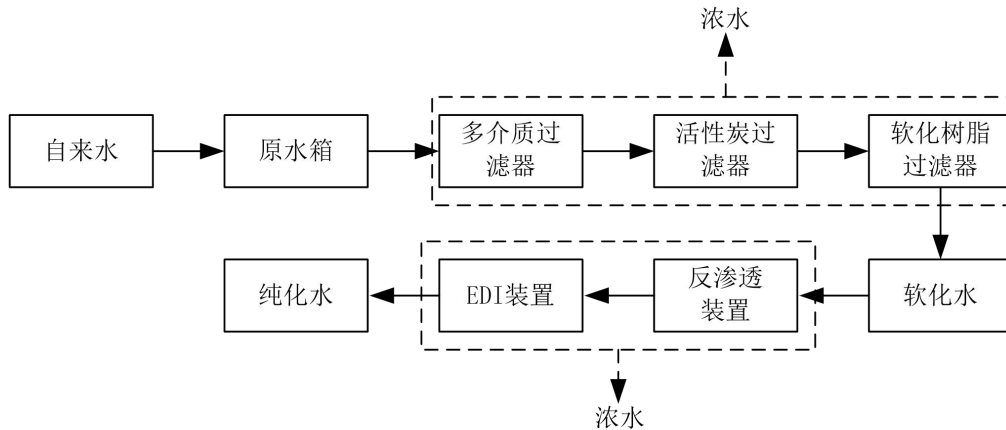 浓水
自来水
原水箱
多介质过
滤器
活性炭过
滤器
软化树脂
过滤器
纯化水
EDI装置
反渗透
装置
软化水
浓水